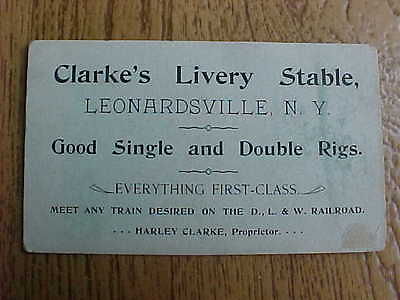 Clarke's Livery Stable,
LEONARDSVILLE, N. Y.
Good Single and Double Rigs.
EVERYTHING FIRST-CLASS.
MEET ANY TRAIN DESIRED ON THE D., L. & W. RAILROAD.
. . . HARLEY CLARKE, Proprietor. . . .